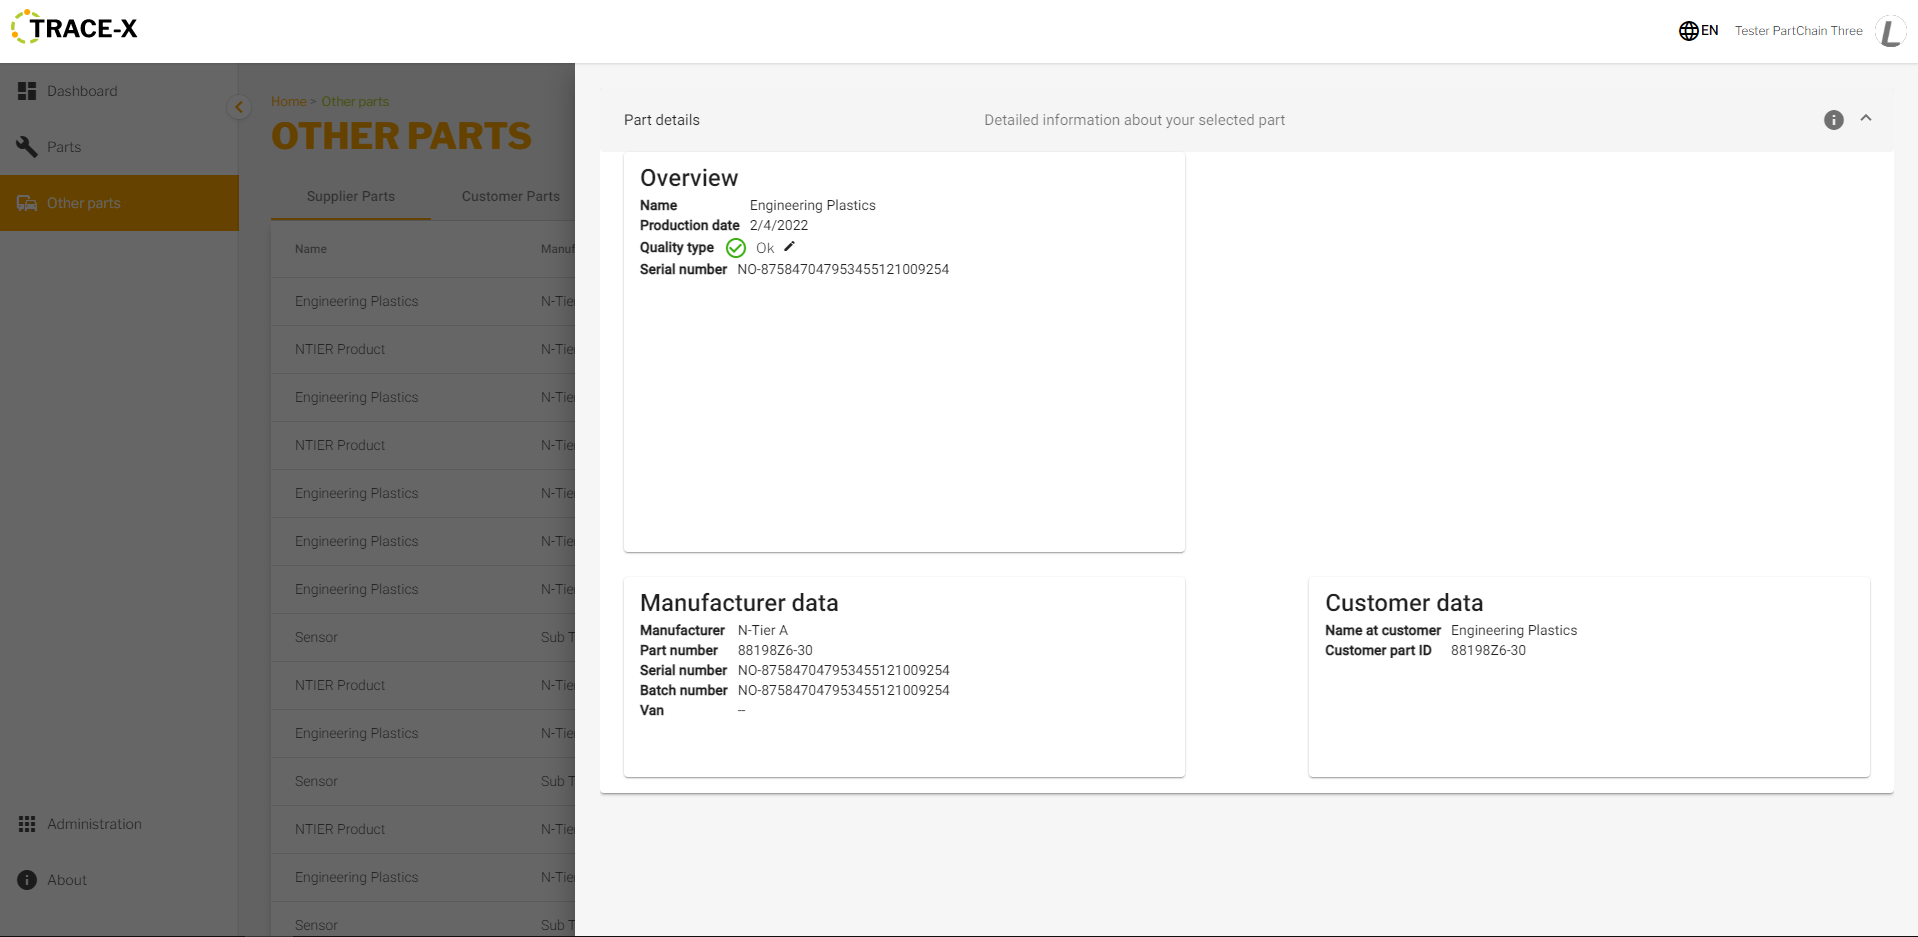 TRACE-X
EN
Tester PartChain Three
L
Dashboard
Parts
Other parts
Administration
About
Home > Other parts
OTHER PARTS
Supplier Parts Customer Parts
Name Manuf
Engineering Plastics N-Tie
NTIER Product N-Tie
Engineering Plastics N-Tie
NTIER Product N-Tie
Engineering Plastics N-Tie
Engineering Plastics N-Tie
Engineering Plastics N-Tie
Sensor Sub T
NTIER Product N-Tie
Engineering Plastics N-Tie
Sensor Sub T
NTIER Product N-Tie
Engineering Plastics N-Tie
Sensor Sub T
Part details Detailed information about your selected part
Overview
Name Engineering Plastics
Production date 2/4/2022
Quality type Ok
Serial number NO-875847047953455121009254
Manufacturer data
Manufacturer N-Tier A
Part number 88198Z6-30
Serial number NO-875847047953455121009254
Batch number NO-875847047953455121009254
Van --
Customer data
Name at customer Engineering Plastics
Customer part ID 88198Z6-30